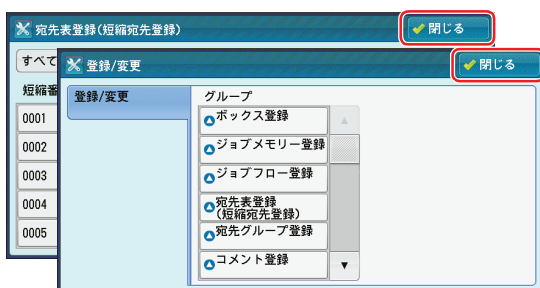 宛先表登録(短縮宛先登録)
閉じる
すべて
登録/変更
閉じる
短縮番
0001
0002
0003
0004
0005
登録/変更
グループ
ボックス登録
ジョブメモリー登録
ジョブフロー登録
宛先表登録
(短縮宛先登録)
宛先グループ登録
コメント登録